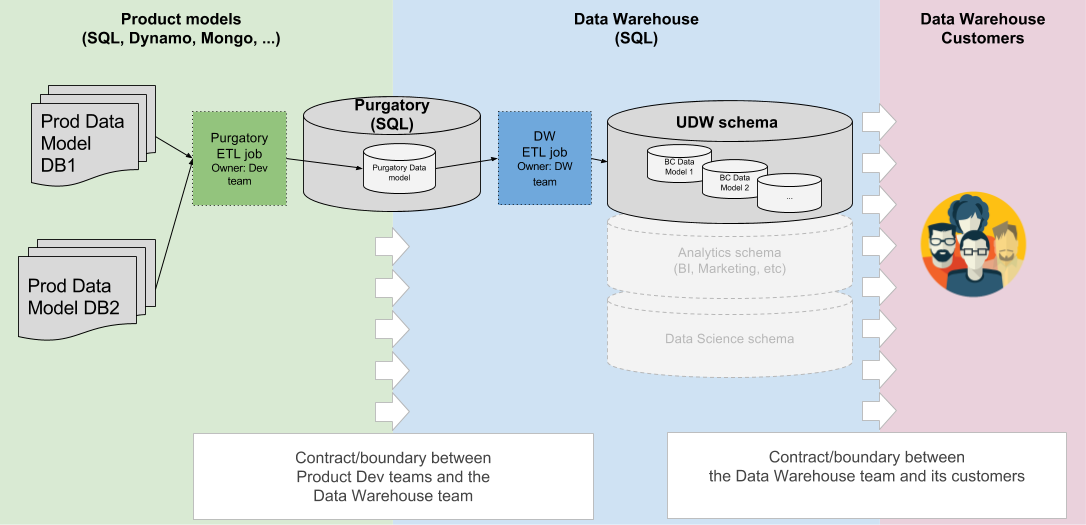 Product models
(SQL, Dynamo, Mongo, ...)
Data Warehouse
(SQL)
Data Warehouse
Customers
Prod Data
Model
DB1
Purgatory
ETL job
Owner: Dev
team
Purgatory
(SQL)
Purgatory Data
model
DW
ETL job
Owner: DW
team
UDW schema
BC Data
Model 1
BC Data
Model 2
...
Prod Data
Model DB2
Analytics schema
(BI, Marketing, etc)
Data Science schema
Contract/boundary between
Product Dev teams and the
Data Warehouse team
Contract/boundary between
the Data Warehouse team and its customers